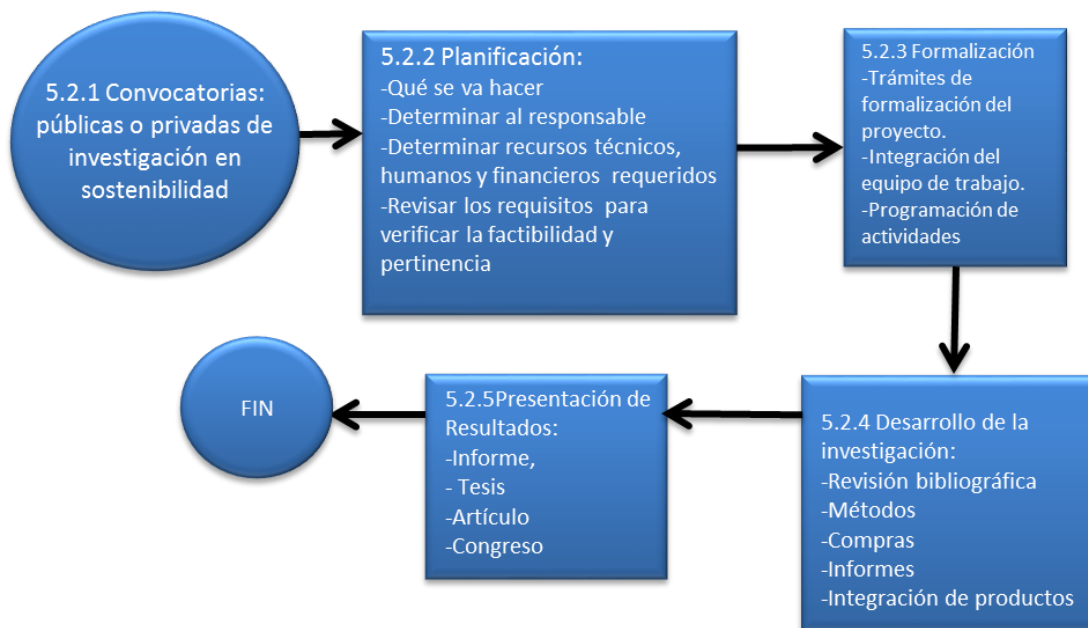 5.2.1 Convocatorias:
públicas o privadas de
investigación en
sostenibilidad
5.2.2 Planificación:
-Qué se va hacer
-Determinar al responsable
-Determinar recursos técnicos,
humanos y financieros requeridos
-Revisar los requisitos para
verificar la factibilidad y
pertinencia
5.2.3 Formalización
-Trámites de
formalización del
proyecto.
-Integración del
equipo de trabajo.
-Programación de
actividades
5.2.4 Desarrollo de la
investigación:
-Revisión bibliográfica
-Métodos
-Compras
-Informes
-Integración de productos
5.2.5Presentación de
Resultados:
-Informe,
- Tesis
-Artículo
-Congreso
FIN